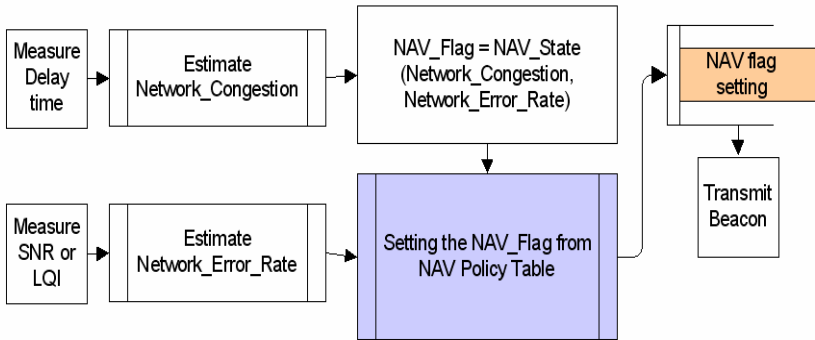 Measure
Delay
time
Estimate
Network_Congestion
NAV_Flag = NAV_State
(Network_Congestion,
Network_Error_Rate)
NAV flag
setting
Measure
SNR or
LQI
Estimate
Network_Error_Rate
Setting the NAV_Flag from
NAV Policy Table
Transmit
Beacon